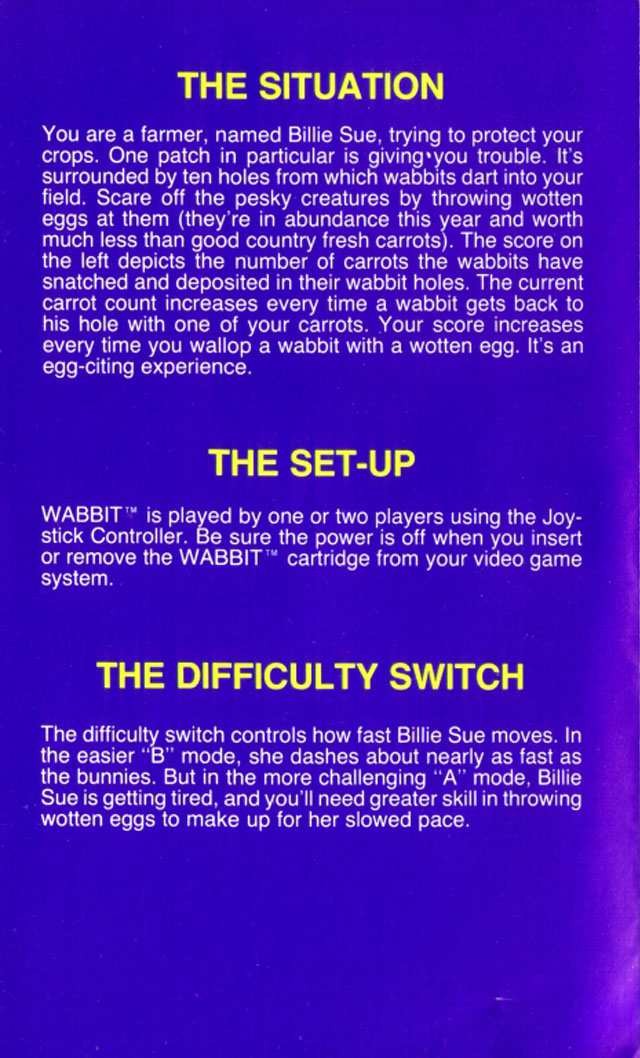 THE SITUATION
You are a farmer, named Billie Sue, trying to protect your
crops. One patch in particular is giving you trouble. It's
surrounded by ten holes from which wabbits dart into your
field. Scare off the pesky creatures by throwing wotten
eggs at them (they're in abundance this year and worth
much less than good country fresh carrots). The score on
the left depicts the number of carrots the wabbits have
snatched and deposited in their wabbit holes. The current
carrot count increases every time a wabbit gets back to
his hole with one of your carrots. Your score increases
every time you wallop a wabbit with a wotten egg. It's an
egg-citing experience.
THE SET-UP
WABBIT™ is played by one or two players using the Joy-
stick Controller. Be sure the power is off when you insert
or remove the WABBIT™ cartridge from your video game
system.
THE DIFFICULTY SWITCH
The difficulty switch controls how fast Billie Sue moves. In
the easier "B" mode, she dashes about nearly as fast as
the bunnies. But in the more challenging "A" mode, Billie
Sue is getting tired, and you'll need greater skill in throwing
wotten eggs to make up for her slowed pace.